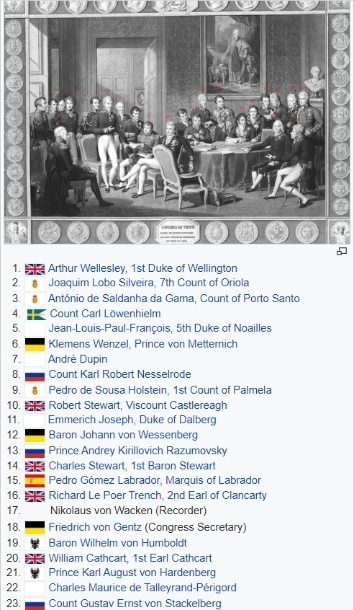 CONGRESS OF VIENNA
1. Arthur Wellesley, 1st Duke of Wellington
2. Joaquim Lobo Silveira, 7th Count of Oriola
3. António de Saldanha da Gama, Count of Porto Santo
4. Count Carl Löwenhielm
5. Jean-Louis-Paul-François, 5th Duke of Noailles
6. Klemens Wenzel, Prince von Metternich
7. André Dupin
8. Count Karl Robert Nesselrode
9. Pedro de Sousa Holstein, 1st Count of Palmela
10. Robert Stewart, Viscount Castlereagh
11. Emmerich Joseph, Duke of Dalberg
12. Baron Johann von Wessenberg
13. Prince Andrey Kirillovich Razumovsky
14. Charles Stewart, 1st Baron Stewart
15. Pedro Gómez Labrador, Marquis of Labrador
16. Richard Le Poer Trench, 2nd Earl of Clancarty
17. Nikolaus von Wacken (Recorder)
18. Friedrich von Gentz (Congress Secretary)
19. Baron Wilhelm von Humboldt
20. William Cathcart, 1st Earl Cathcart
21. Prince Karl August von Hardenberg
22. Charles Maurice de Talleyrand-Périgord
23. Count Gustav Ernst von Stackelberg